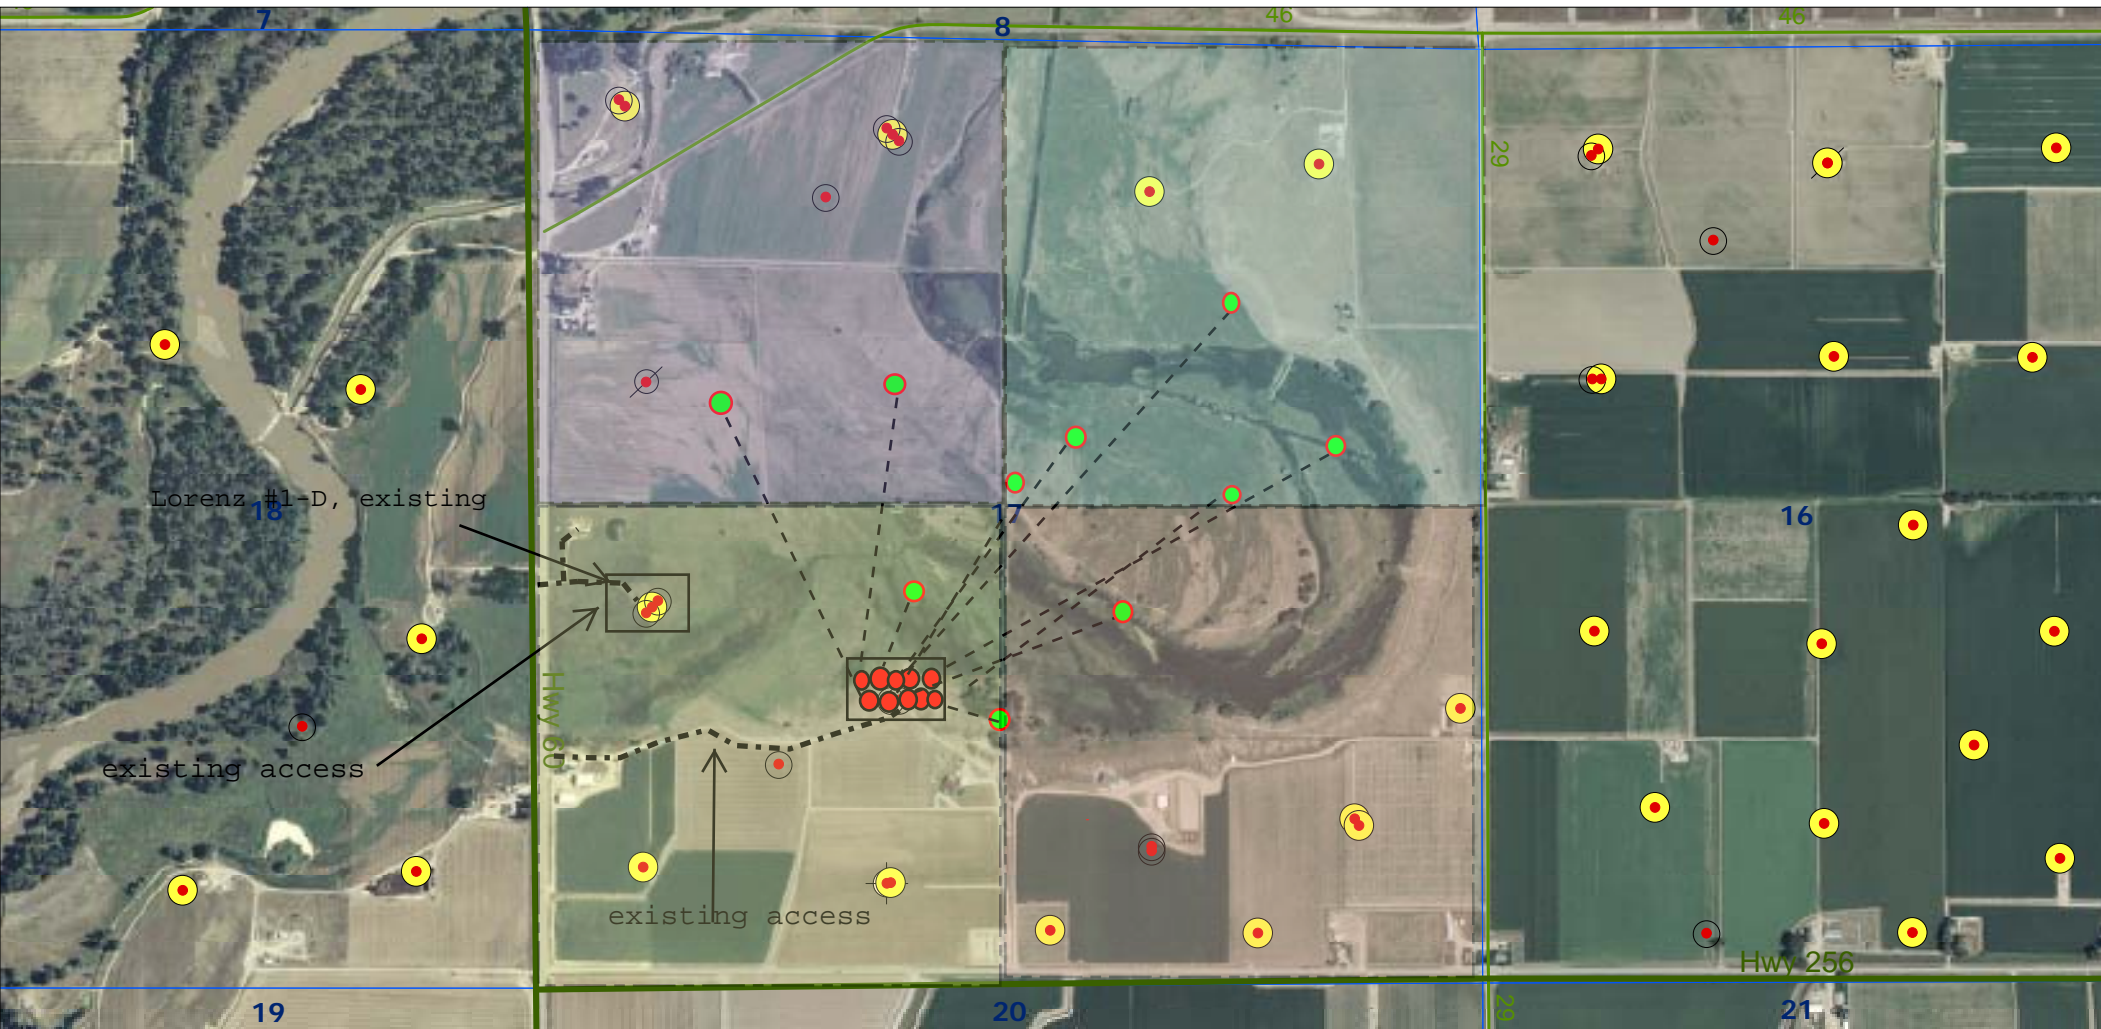 7
8
46
46
29
Lorenz #1-D, existing
18
17
16
Hwy 60
existing access
existing access
Hwy 256
19
20
29
21